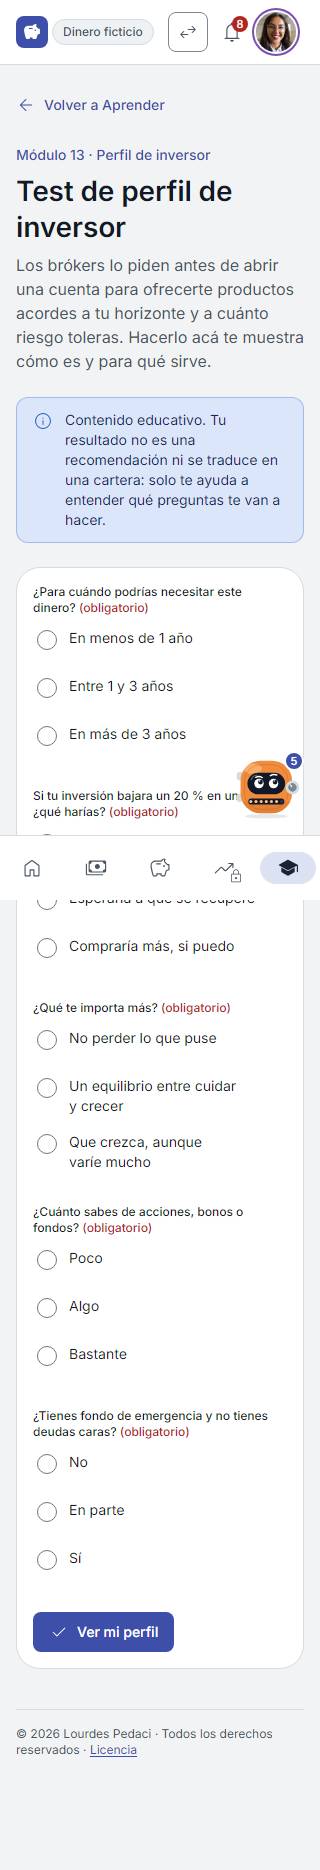 Dinero ficticio
8
Volver a Aprender
Módulo 13 · Perfil de inversor
Test de perfil de
inversor
Los brókers lo piden antes de abrir
una cuenta para ofrecerte productos
acordes a tu horizonte y a cuánto
riesgo toleras. Hacerlo acá te muestra
cómo es y para qué sirve.
Contenido educativo. Tu
resultado no es una
recomendación ni se traduce en
una cartera: solo te ayuda a
entender qué preguntas te van a
hacer.
¿Para cuándo podrías necesitar este
dinero? (obligatorio)
En menos de 1 año
Entre 1 y 3 años
En más de 3 años
5
Si tu inversión bajara un 20 % en un
¿qué harías? (obligatorio)
Esperaría a que se recupere
Compraría más, si puedo
¿Qué te importa más? (obligatorio)
No perder lo que puse
Un equilibrio entre cuidar
y crecer
Que crezca, aunque
varíe mucho
¿Cuánto sabes de acciones, bonos o
fondos? (obligatorio)
Poco
Algo
Bastante
¿Tienes fondo de emergencia y no tienes
deudas caras? (obligatorio)
No
En parte
Sí
Ver mi perfil
© 2026 Lourdes Pedaci · Todos los derechos
reservados · Licencia